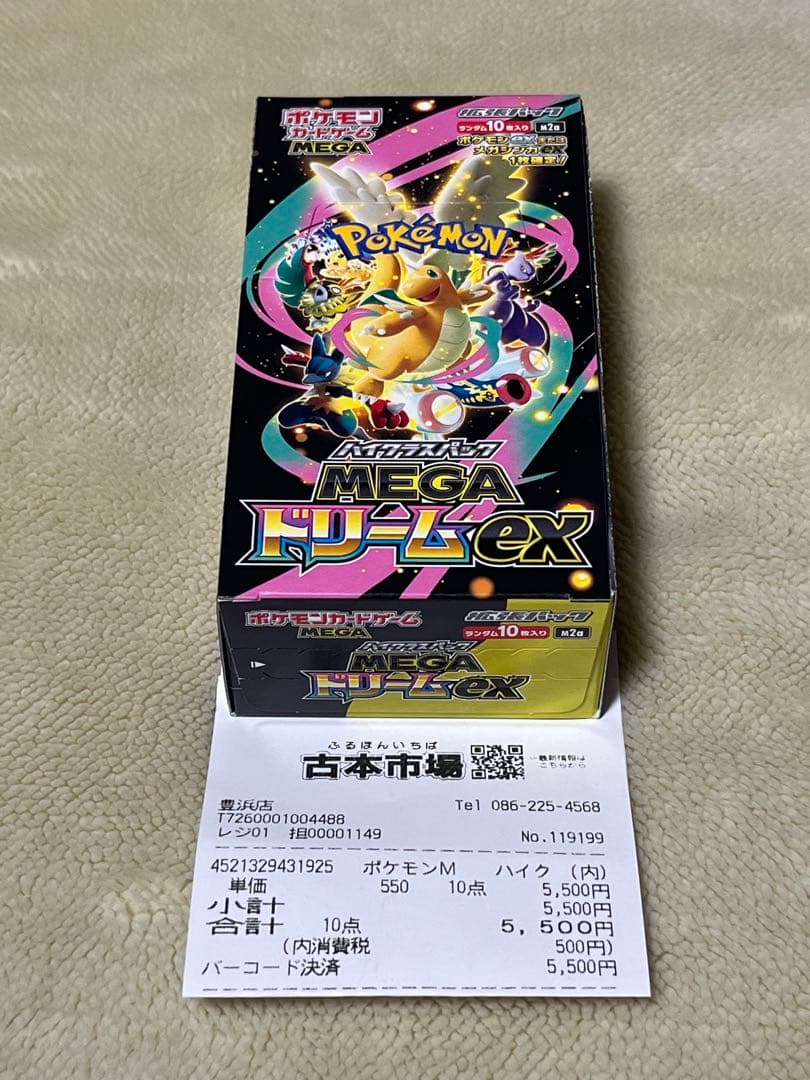 ポケモン
カードゲーム
MEGA
拡張パック
ランダム10枚入り M2a
ポケモンexまたは
メガシンカex
1枚確定!
POKéMON
ハイクラスパック
MEGA
ドリームex
ポケモンカードゲーム
MEGA
拡張パック
ランダム10枚入り M2a
ハイクラスパック
MEGA
ドリームex
ふるほんいちば
古本市場
最新情報は
こちらから
豊浜店 Tel 086-225-4568
T7260001004488
レジ01 担00001149 No.119199
4521329431925 ポケモンM ハイク (内)
単価 550 10点 5,500円
小計 5,500円
合計 10点 5,500円
(内消費税 500円)
バーコード決済 5,500円